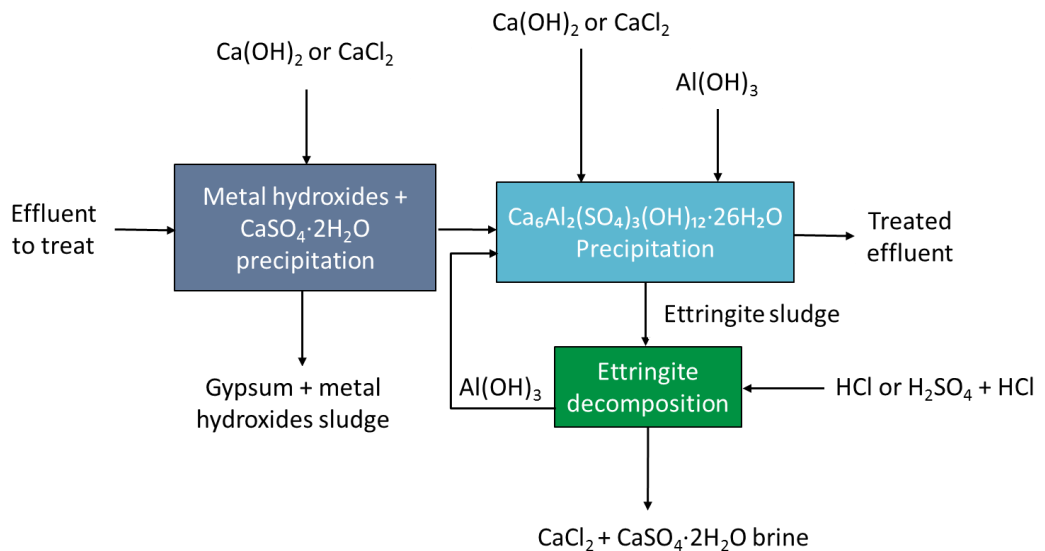 Ca(OH)₂ or CaCl₂
Ca(OH)₂ or CaCl₂
Al(OH)₃
Effluent
to treat
Metal hydroxides +
CaSO₄·2H₂O
precipitation
Ca₆Al₂(SO₄)₃(OH)₁₂·26H₂O
Precipitation
Treated
effluent
Ettringite sludge
Gypsum + metal
hydroxides sludge
Al(OH)₃
Ettringite
decomposition
HCl or H₂SO₄ + HCl
CaCl₂ + CaSO₄·2H₂O brine